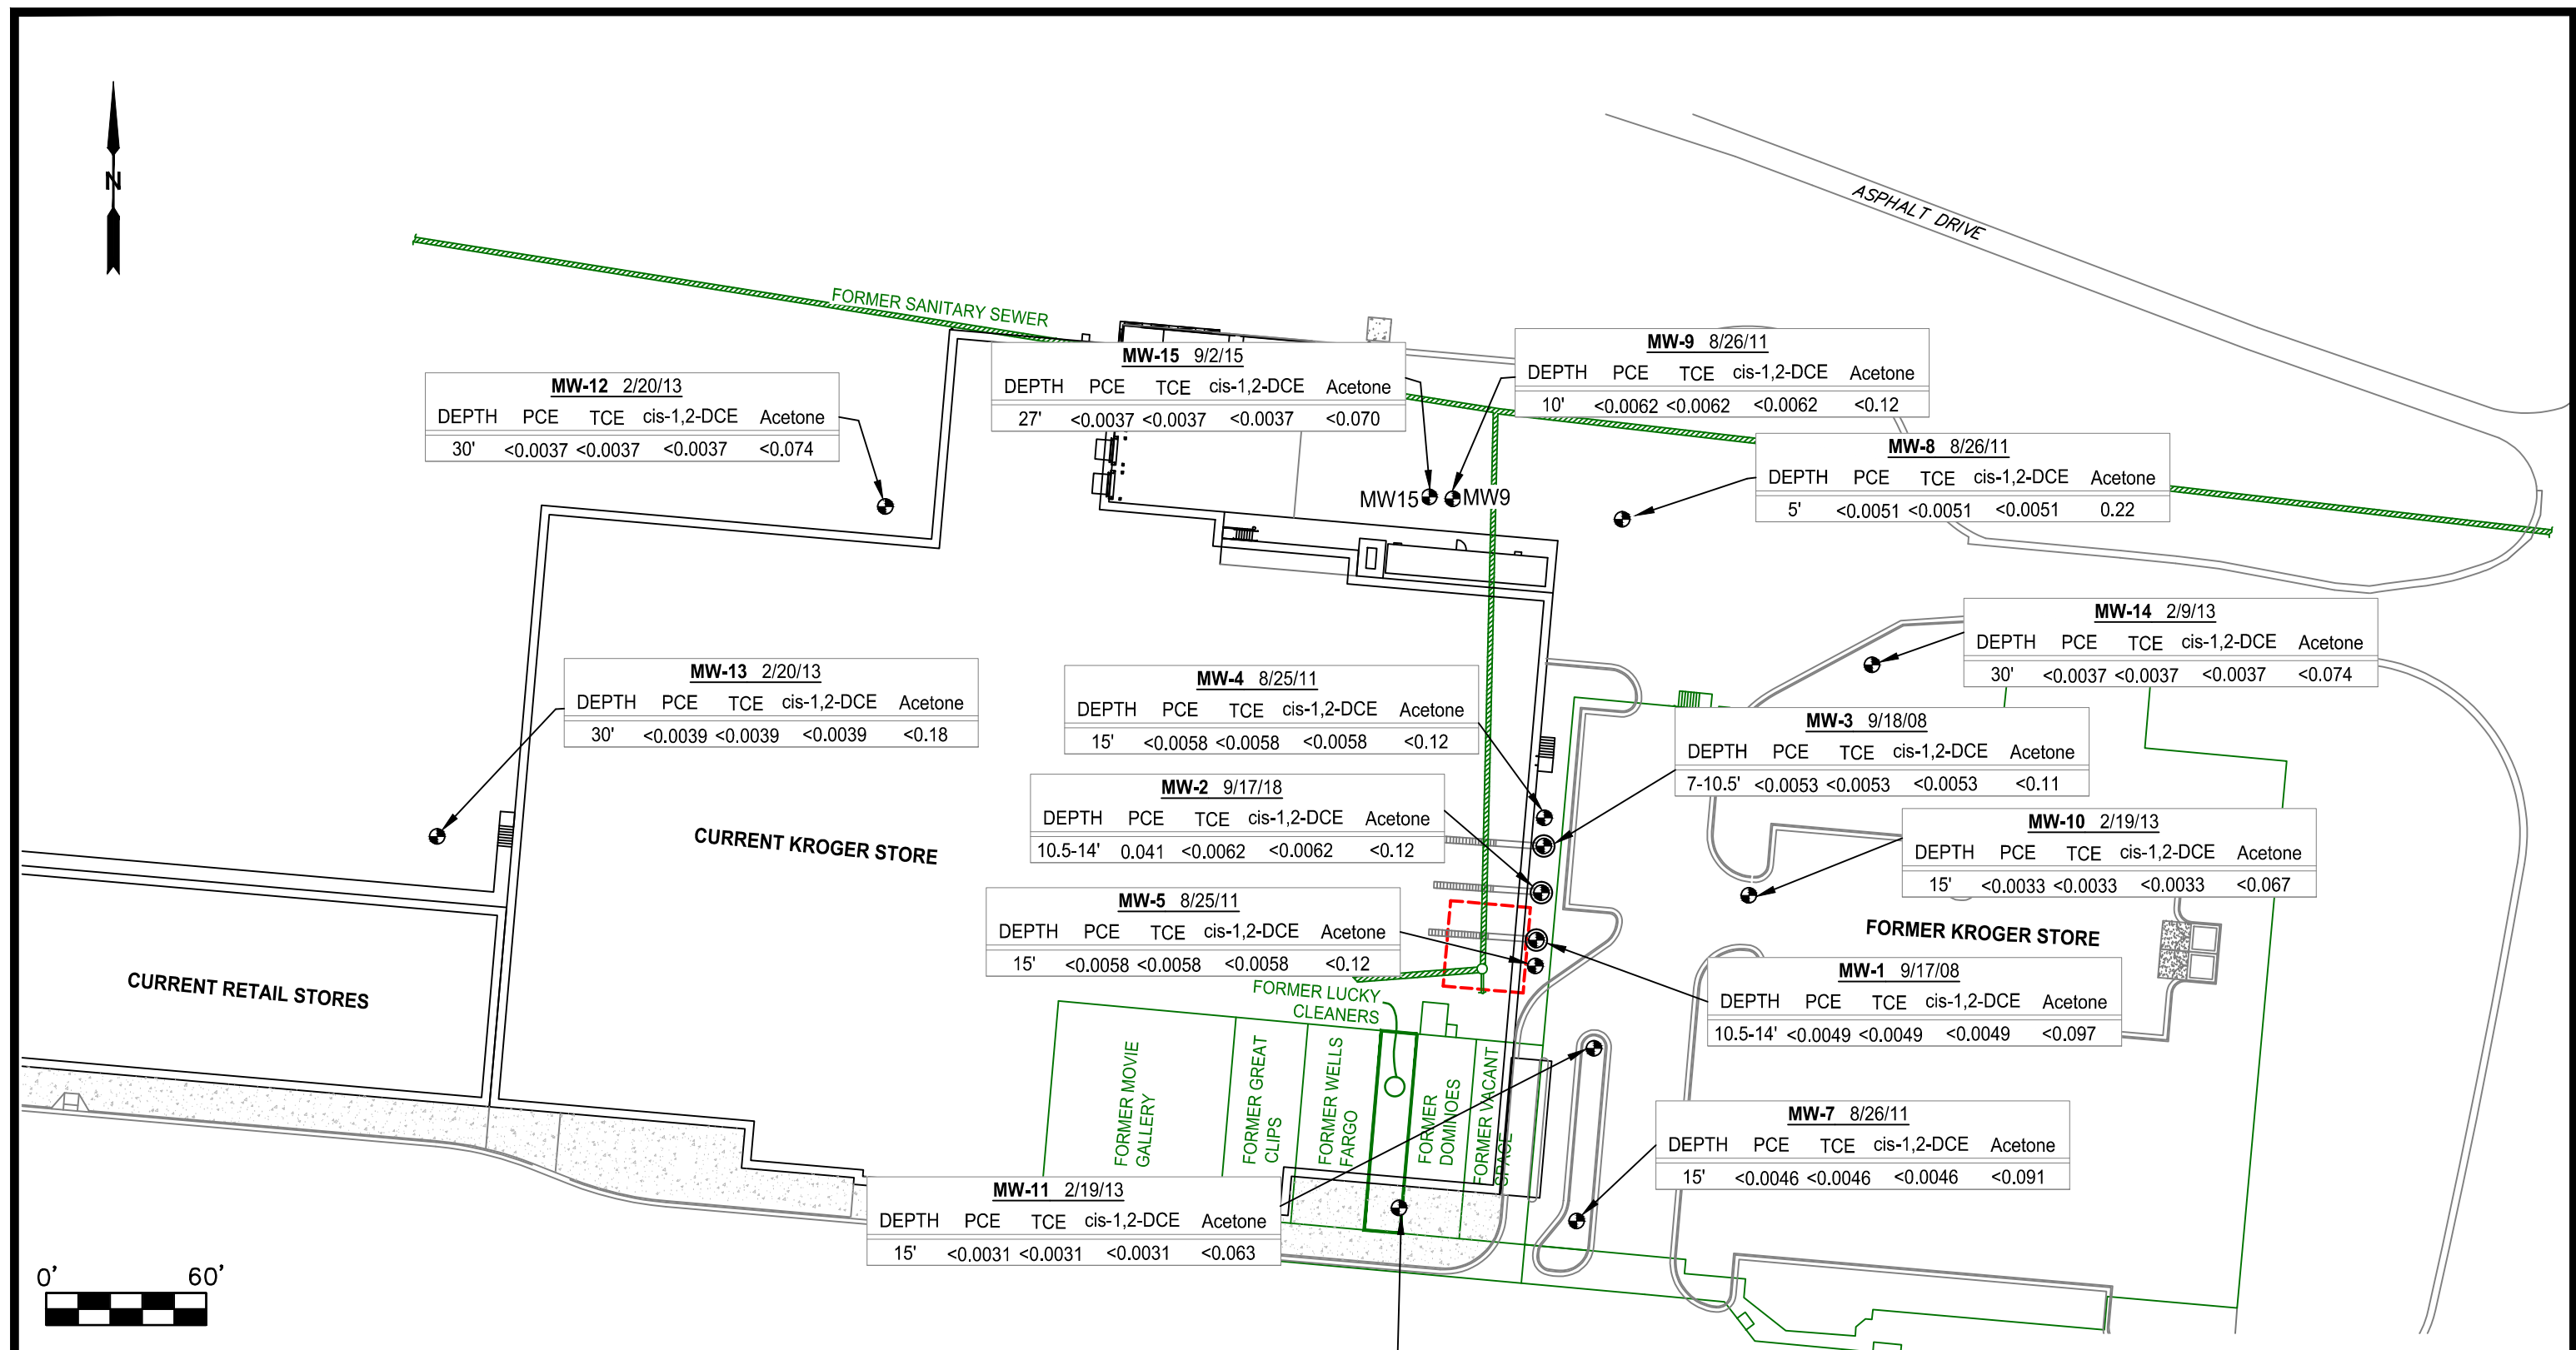 N
ASPHALT DRIVE
FORMER SANITARY SEWER
MW-15 9/2/15
DEPTH PCE TCE cis-1,2-DCE Acetone
27' <0.0037 <0.0037 <0.0037 <0.070
MW-9 8/26/11
DEPTH PCE TCE cis-1,2-DCE Acetone
10' <0.0062 <0.0062 <0.0062 <0.12
MW-12 2/20/13
DEPTH PCE TCE cis-1,2-DCE Acetone
30' <0.0037 <0.0037 <0.0037 <0.074
MW-8 8/26/11
DEPTH PCE TCE cis-1,2-DCE Acetone
5' <0.0051 <0.0051 <0.0051 0.22
MW15 MW9
MW-14 2/9/13
DEPTH PCE TCE cis-1,2-DCE Acetone
30' <0.0037 <0.0037 <0.0037 <0.074
MW-13 2/20/13
DEPTH PCE TCE cis-1,2-DCE Acetone
30' <0.0039 <0.0039 <0.0039 <0.18
MW-4 8/25/11
DEPTH PCE TCE cis-1,2-DCE Acetone
15' <0.0058 <0.0058 <0.0058 <0.12
MW-3 9/18/08
DEPTH PCE TCE cis-1,2-DCE Acetone
7-10.5' <0.0053 <0.0053 <0.0053 <0.11
MW-2 9/17/18
DEPTH PCE TCE cis-1,2-DCE Acetone
10.5-14' 0.041 <0.0062 <0.0062 <0.12
MW-10 2/19/13
DEPTH PCE TCE cis-1,2-DCE Acetone
15' <0.0033 <0.0033 <0.0033 <0.067
CURRENT KROGER STORE
MW-5 8/25/11
DEPTH PCE TCE cis-1,2-DCE Acetone
15' <0.0058 <0.0058 <0.0058 <0.12
FORMER KROGER STORE
MW-1 9/17/08
DEPTH PCE TCE cis-1,2-DCE Acetone
10.5-14' <0.0049 <0.0049 <0.0049 <0.097
CURRENT RETAIL STORES
FORMER LUCKY
CLEANERS
FORMER MOVIE
GALLERY
FORMER GREAT
CLIPS
FORMER WELLS
FARGO
FORMER
DOMINOES
FORMER VACANT
SPACE
MW-7 8/26/11
DEPTH PCE TCE cis-1,2-DCE Acetone
15' <0.0046 <0.0046 <0.0046 <0.091
MW-11 2/19/13
DEPTH PCE TCE cis-1,2-DCE Acetone
15' <0.0031 <0.0031 <0.0031 <0.063
0' 60'